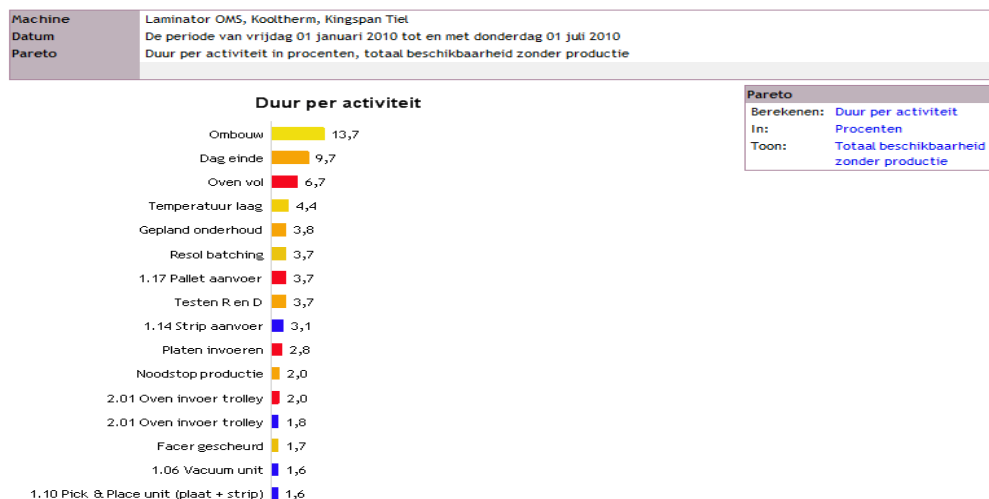 Machine Laminator OMS, Kooltherm, Kingspan Tiel
Datum De periode van vrijdag 01 januari 2010 tot en met donderdag 01 juli 2010
Pareto Duur per activiteit in procenten, totaal beschikbaarheid zonder productie
Duur per activiteit
Ombouw 13,7
Dag einde 9,7
Oven vol 6,7
Temperatuur laag 4,4
Gepland onderhoud 3,8
Resol batching 3,7
1.17 Pallet aanvoer 3,7
Testen R en D 3,7
1.14 Strip aanvoer 3,1
Platen invoeren 2,8
Noodstop productie 2,0
2.01 Oven invoer trolley 2,0
2.01 Oven invoer trolley 1,8
Facer gescheurd 1,7
1.06 Vacuum unit 1,6
1.10 Pick & Place unit (plaat + strip) 1,6
Pareto
Berekenen: Duur per activiteit
In: Procenten
Toon: Totaal beschikbaarheid
zonder productie